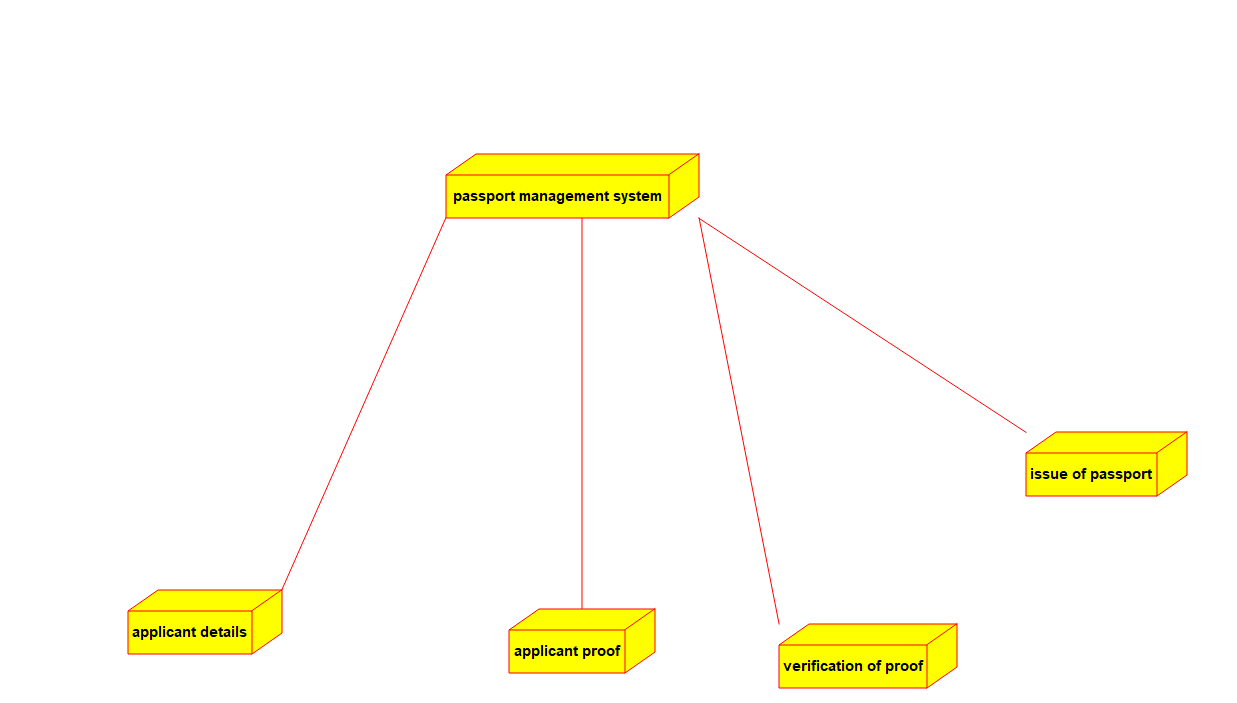 passport management system
issue of passport
applicant details
applicant proof
verification of proof